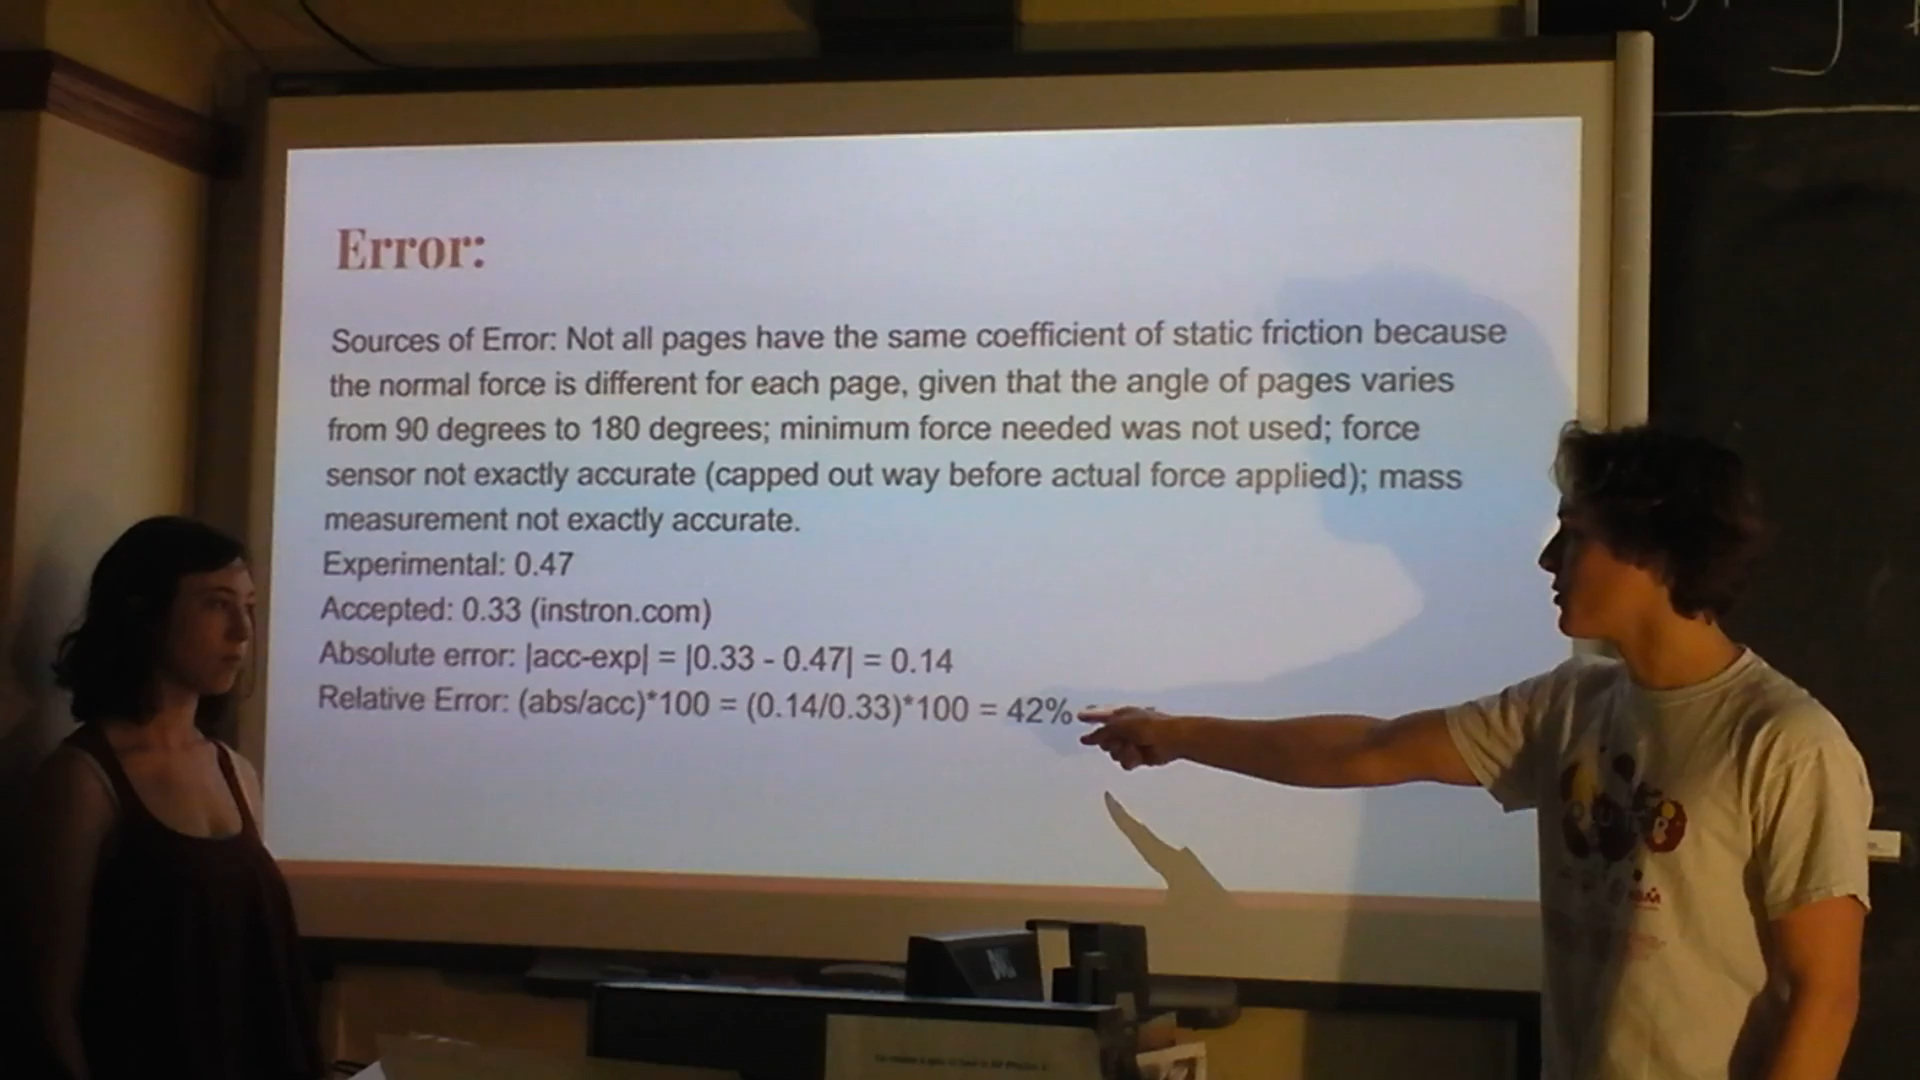 Error:
Sources of Error: Not all pages have the same coefficient of static friction because
the normal force is different for each page, given that the angle of pages varies
from 90 degrees to 180 degrees; minimum force needed was not used; force
sensor not exactly accurate (capped out way before actual force applied); mass
measurement not exactly accurate.
Experimental: 0.47
Accepted: 0.33 (instron.com)
Absolute error: |acc-exp| = |0.33 - 0.47| = 0.14
Relative Error: (abs/acc)*100 = (0.14/0.33)*100 = 42%